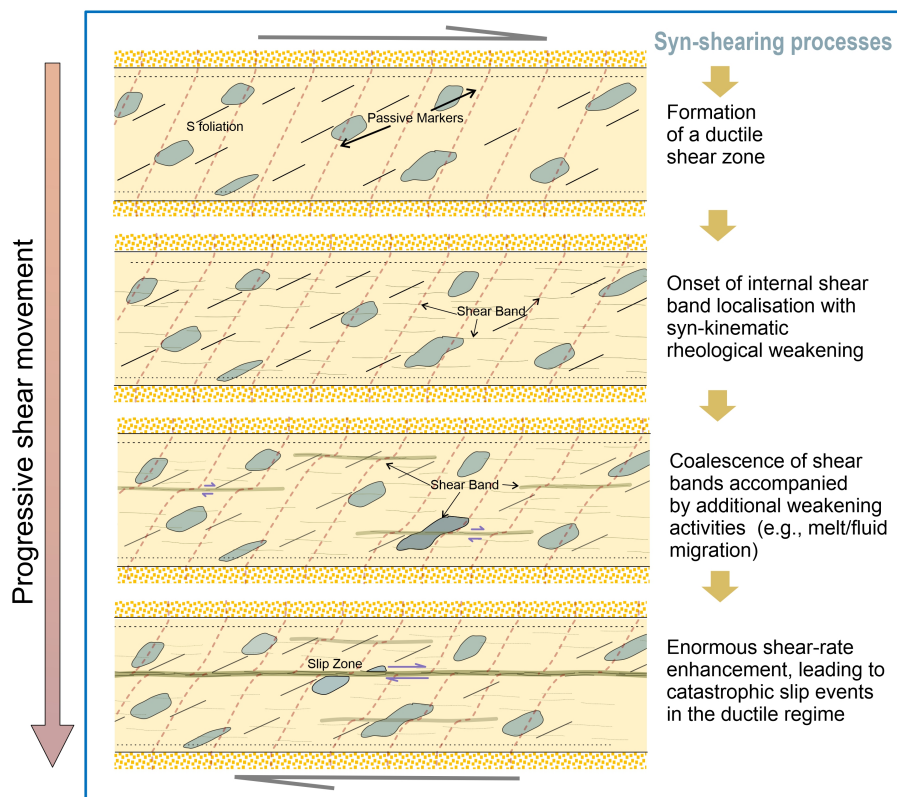 Progressive shear movement
Syn-shearing processes
S foliation
Passive Markers
Formation
of a ductile
shear zone
Shear Band
Onset of internal shear
band localisation with
syn-kinematic
rheological weakening
Shear Band
Coalescence of shear
bands accompanied
by additional weakening
activities (e.g., melt/fluid
migration)
Slip Zone
Enormous shear-rate
enhancement, leading to
catastrophic slip events
in the ductile regime